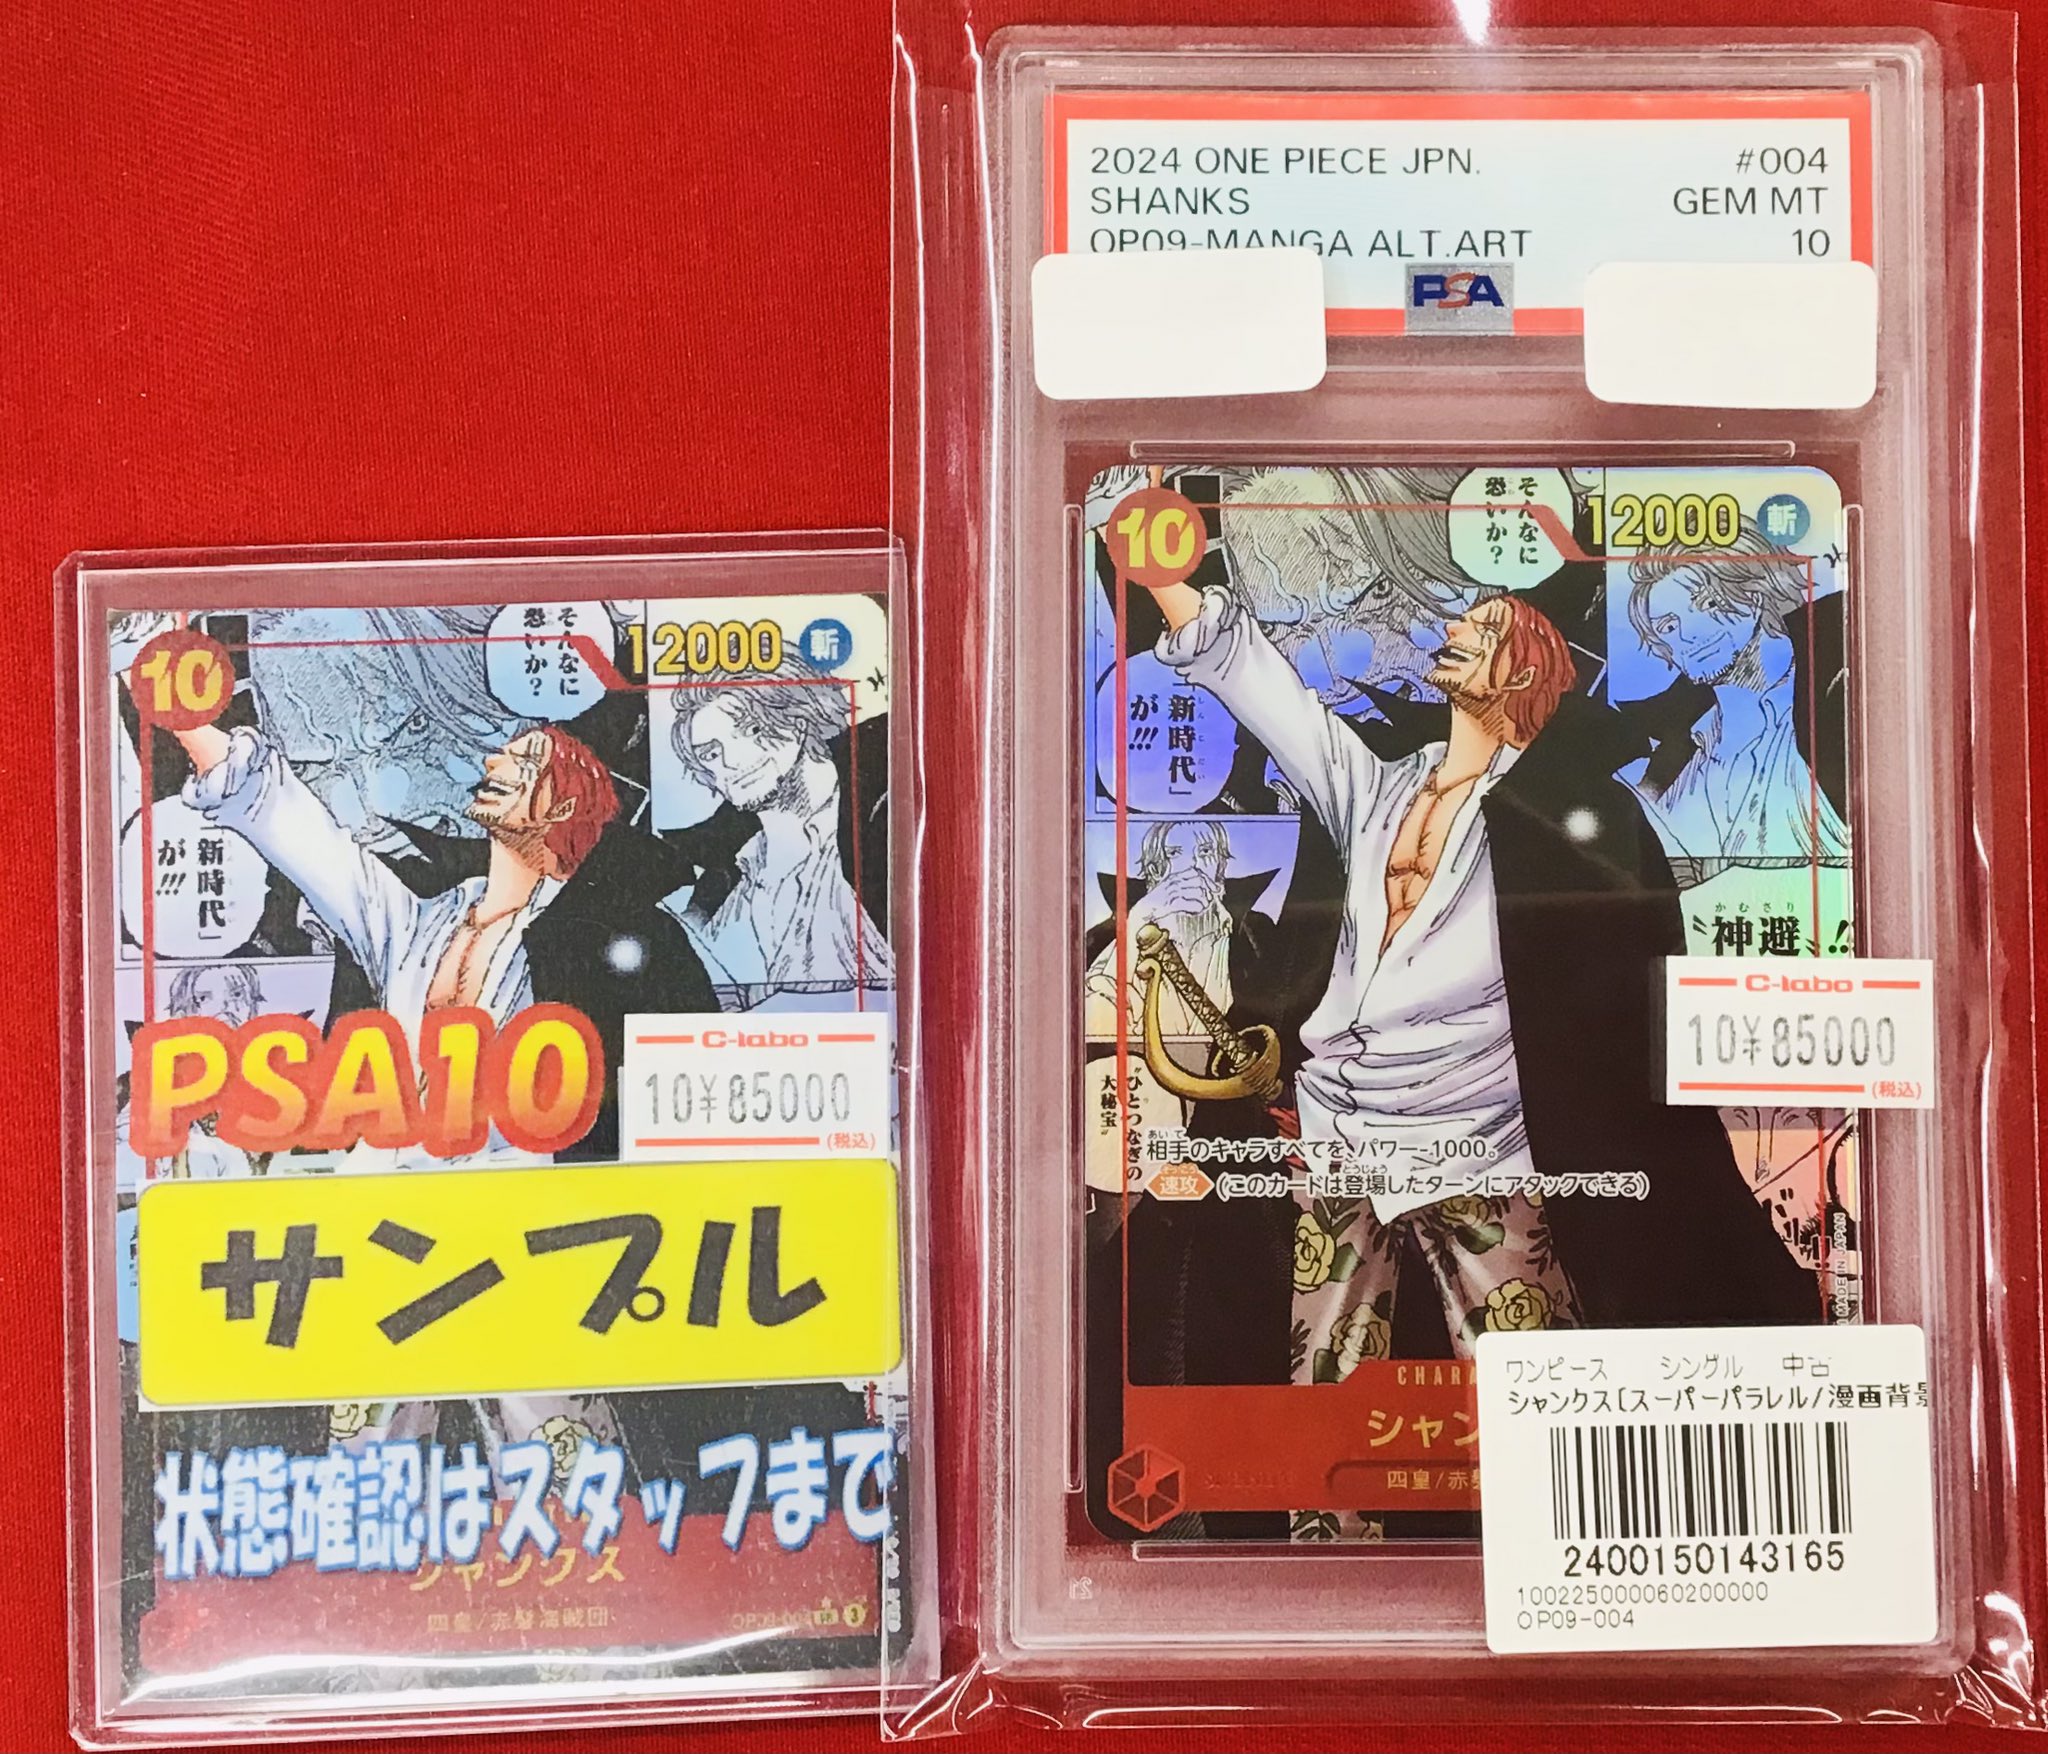 10
12000
斬
そんなに
恐いか?
「新時代」
が!!!
C-labo
10¥85000
(税込)
PSA10
サンプル
状態確認はスタッフまで
シャンクス
四皇/赤髪海賊団
2024 ONE PIECE JPN. #004
SHANKS GEM MT
OP09-MANGA ALT.ART 10
PSA
10
12000
斬
そんなに
恐いか?
「新時代」
が!!!
"神避"!!
かむさり
"ひとつなぎの
大秘宝"
C-labo
10¥85000
(税込)
相手のキャラすべてを、パワー-1000。
速攻 (このカードは登場したターンにアタックできる)
MADE IN JAPAN
CHARA
シャン
四皇/赤髪
ワンピース シングル 中古
シャンクス[スーパーパラレル/漫画背景
2400150143165
100225000060200000
OP09-004